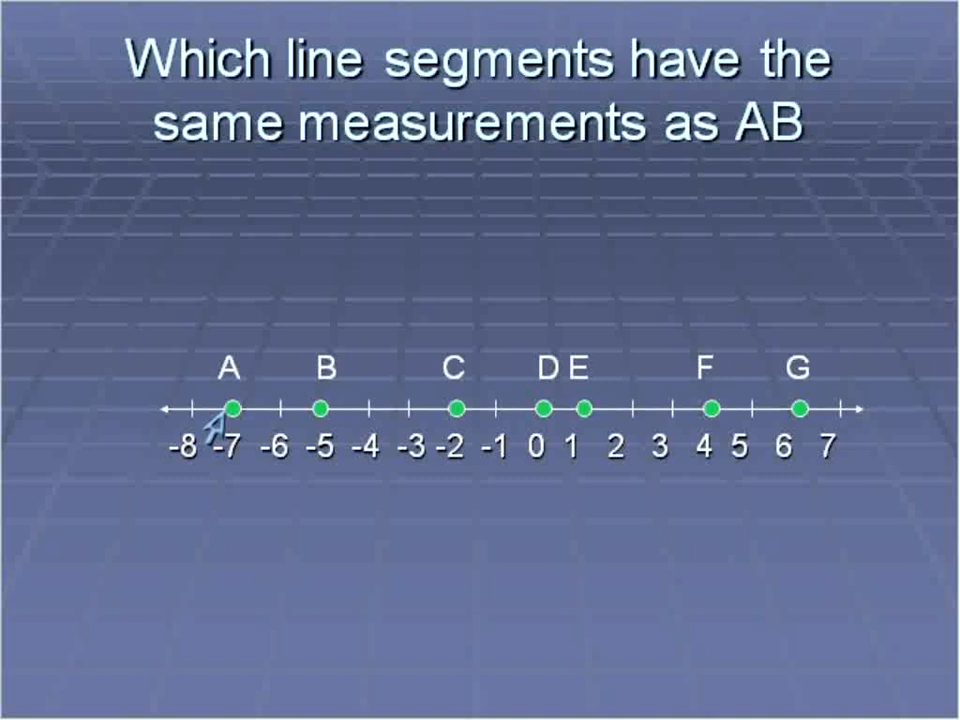 Which line segments have the
same measurements as AB
A B C D E F G
-8 -7 -6 -5 -4 -3 -2 -1 0 1 2 3 4 5 6 7